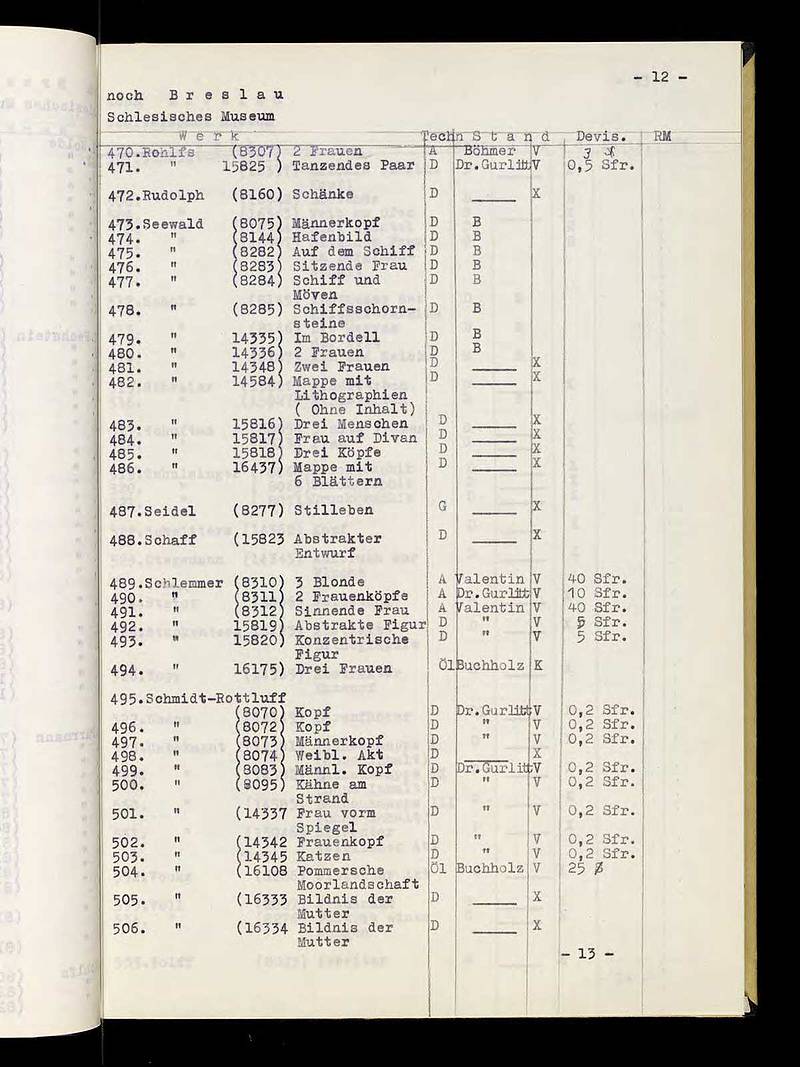 - 12 -
noch B r e s l a u
Schlesisches Museum
W e r k Techn S t a n d Devis. RM
470.Rohlfs (8307) 2 Frauen A Böhmer V 3
471. " 15825 ) Tanzendes Paar D Dr.Gurlitt V 0,5 Sfr.
472.Rudolph (8160) Schänke D _____ X
473.Seewald (8075) Männerkopf D B
474. " (8144) Hafenbild D B
475. " (8282) Auf dem Schiff D B
476. " (8283) Sitzende Frau D B
477. " (8284) Schiff und D B
Möven
478. " (8285) Schiffsschorn- D B
steine
479. " 14335) Im Bordell D B
480. " 14336) 2 Frauen D B
481. " 14348) Zwei Frauen D _____ X
482. " 14584) Mappe mit D _____ X
Lithographien
( Ohne Inhalt)
483. " 15816) Drei Menschen D _____ X
484. " 15817) Frau auf Divan D _____ X
485. " 15818) Drei Köpfe D _____ X
486. " 16437) Mappe mit D _____ X
6 Blättern
487.Seidel (8277) Stilleben G _____ X
488.Schaff (15823 Abstrakter D _____ X
Entwurf
489.Schlemmer (8310) 3 Blonde A Valentin V 40 Sfr.
490. " (8311) 2 Frauenköpfe A Dr.Gurlitt V 10 Sfr.
491. " (8312) Sinnende Frau A Valentin V 40 Sfr.
492. " 15819) Abstrakte Figur D " V 5 Sfr.
493. " 15820) Konzentrische D " V 5 Sfr.
Figur
494. " 16175) Drei Frauen Öl Buchholz K
495.Schmidt-Rottluff
(8070) Kopf D Dr.Gurlitt V 0,2 Sfr.
496. " (8072) Kopf D " V 0,2 Sfr.
497. " (8073) Männerkopf D " V 0,2 Sfr.
498. " (8074) Weibl. Akt D _____ X
499. " (8083) Männl. Kopf D Dr.Gurlitt V 0,2 Sfr.
500. " (8095) Kähne am D " V 0,2 Sfr.
Strand
501. " (14337 Frau vorm D " V 0,2 Sfr.
Spiegel
502. " (14342 Frauenkopf D " V 0,2 Sfr.
503. " (14345 Katzen D " V 0,2 Sfr.
504. " (16108 Pommersche Öl Buchholz V 25 $
Moorlandschaft
505. " (16333 Bildnis der D _____ X
Mutter
506. " (16334 Bildnis der D _____ X
Mutter
- 13 -